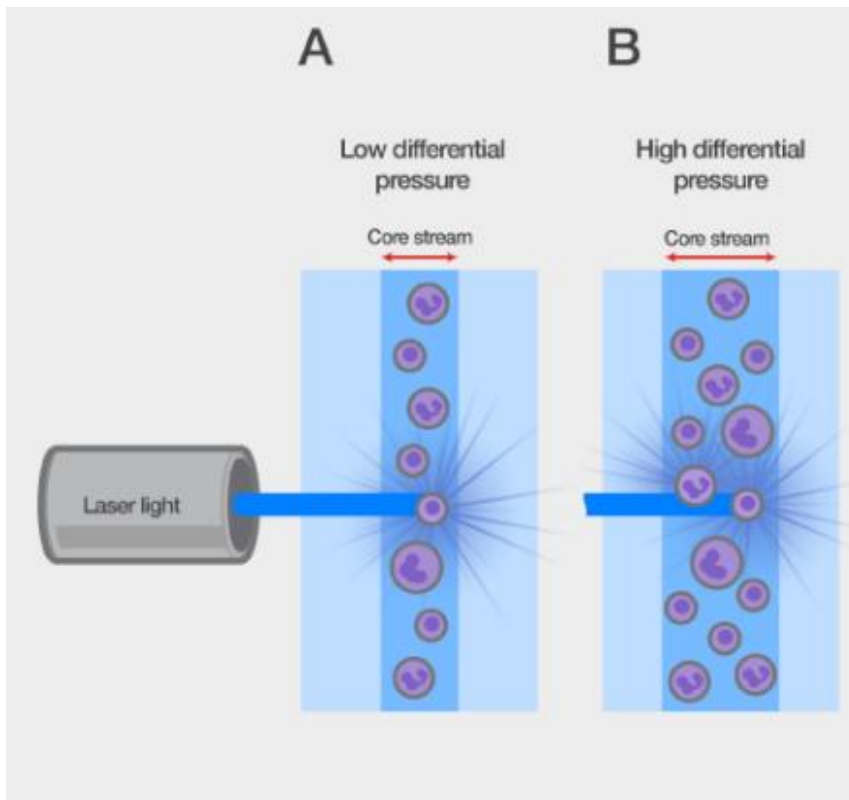 A
Low differential
pressure
Core stream
B
High differential
pressure
Core stream
Laser light